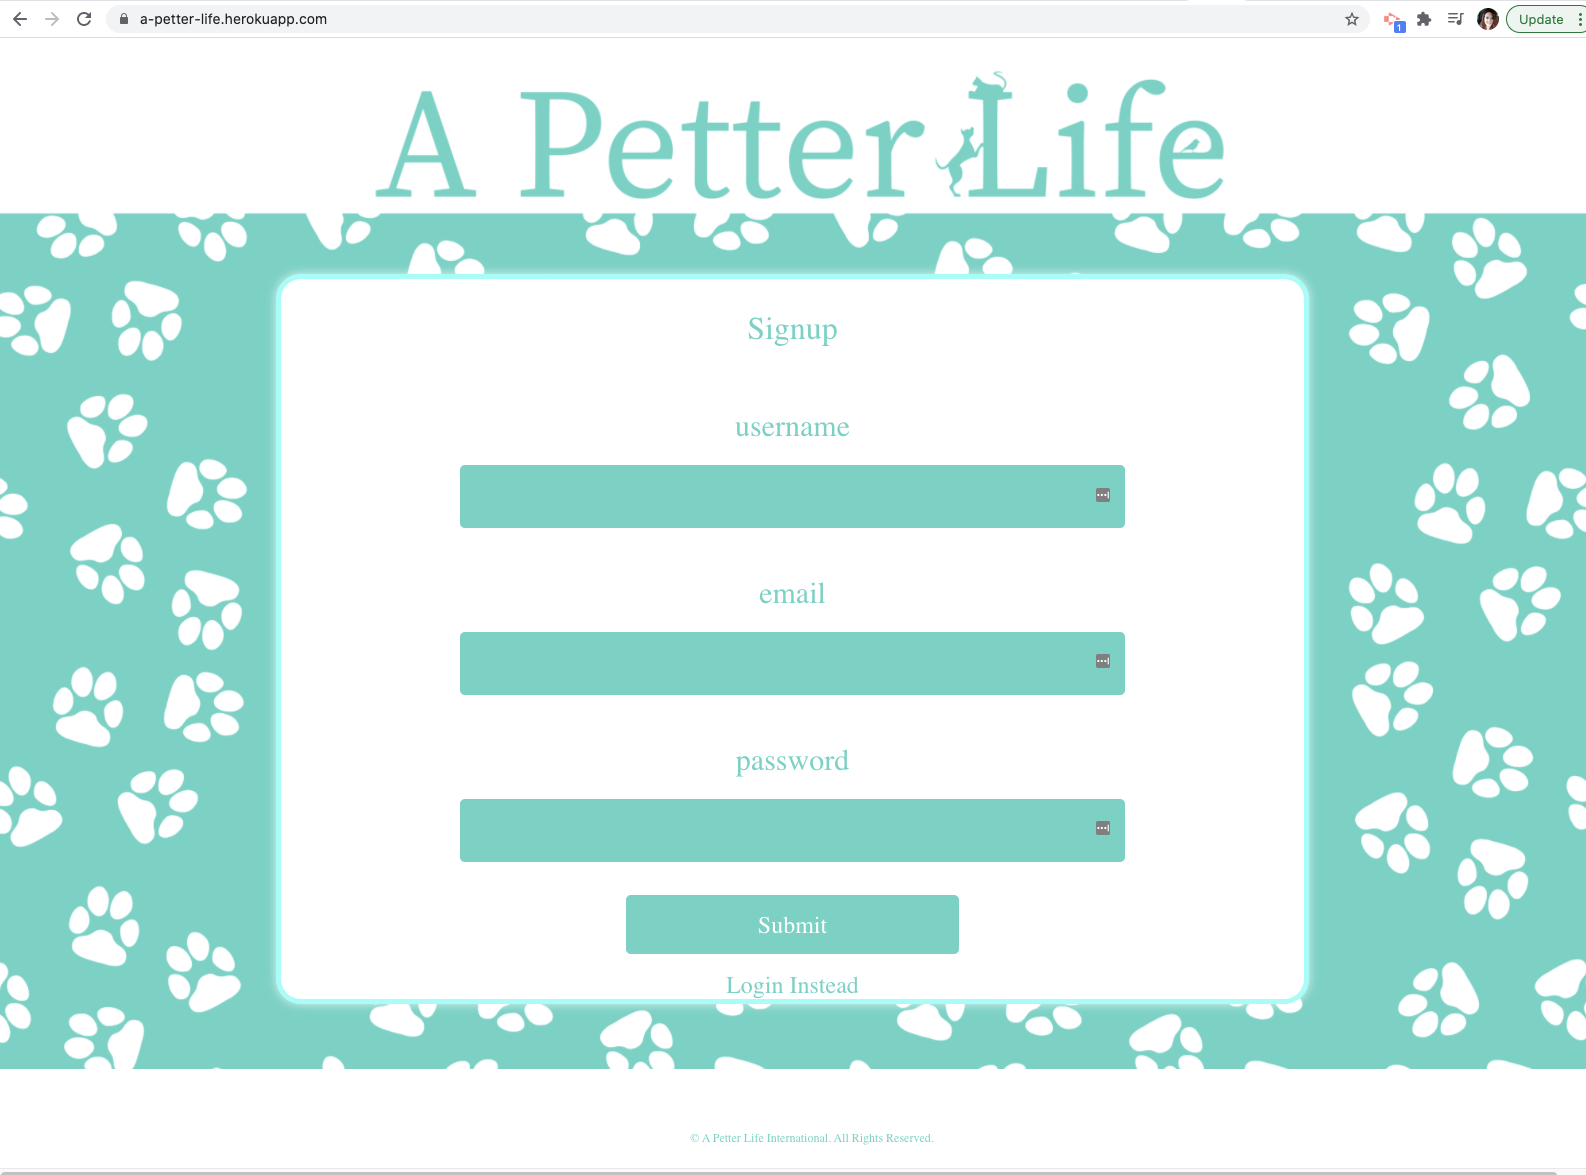 a-petter-life.herokuapp.com
1
Update
A Petter Life
Signup
username
email
password
Submit
Login Instead
© A Petter Life International. All Rights Reserved.